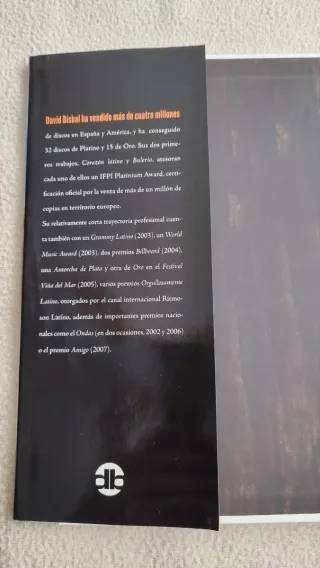 David Bisbal ha vendido más de cuatro millones
de discos en España y América, y ha conseguido
32 discos de Platino y 15 de Oro. Sus dos prime-
ros trabajos, Corazón latino y Bulería, atesoran
cada uno de ellos un IFPI Platinium Award, certi-
ficación oficial por la venta de más de un millón de
copias en territorio europeo.
Su relativamente corta trayectoria profesional cuen-
ta también con un Grammy Latino (2003), un World
Music Award (2003), dos premios Billboard (2004),
una Antorcha de Plata y otra de Oro en el Festival
Viña del Mar (2005), varios premios Orgullosamente
Latino, otorgados por el canal internacional Ritmo-
son Latino, además de importantes premios nacio-
nales como el Ondas (en dos ocasiones, 2002 y 2006)
o el premio Amigo (2007).